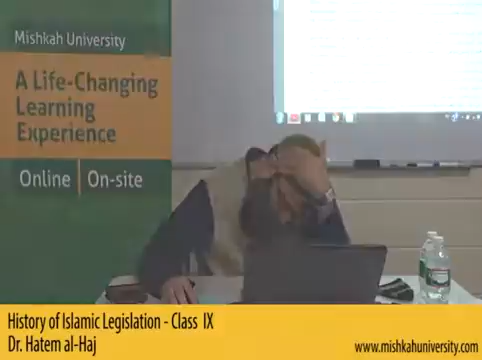 Mishkah University
A Life-Changing
Learning
Experience
Online | On-site
History of Islamic Legislation - Class IX
Dr. Hatem al-Haj
www.mishkahuniversity.com